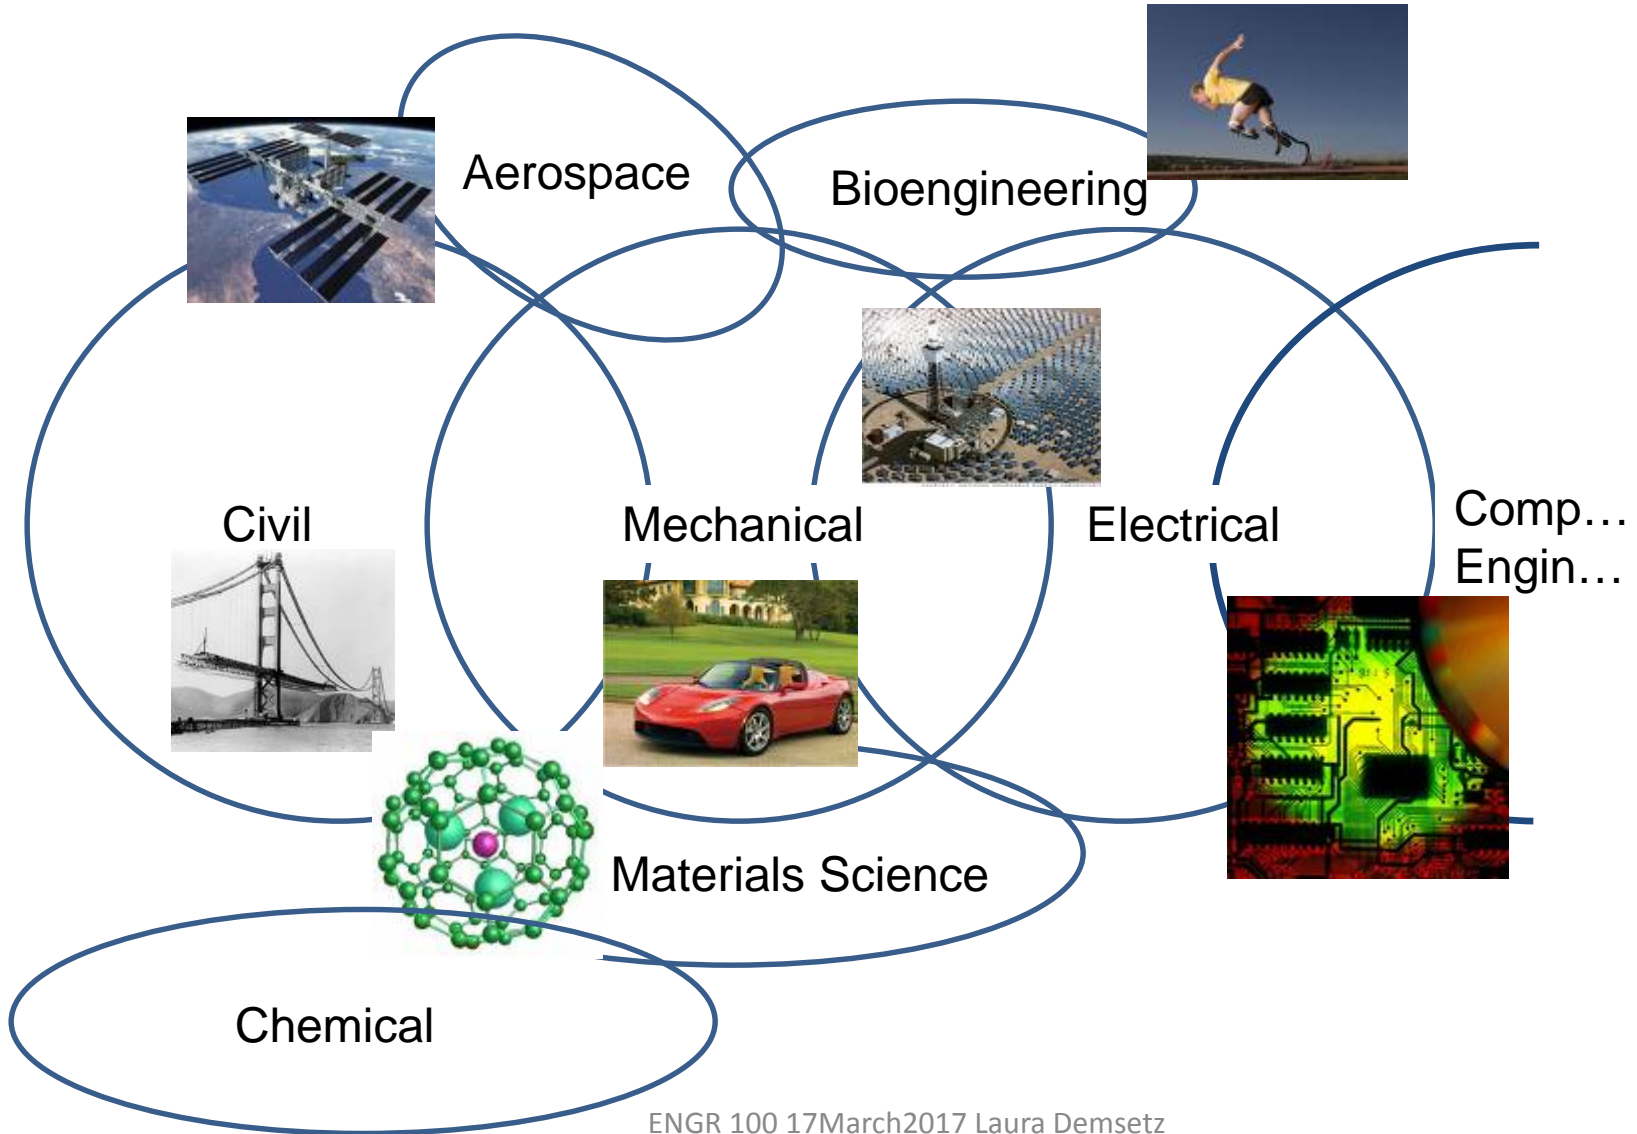 Aerospace
Bioengineering
Civil
Mechanical
Electrical
Comp…
Engin…
Materials Science
Chemical
ENGR 100 17March2017 Laura Demsetz